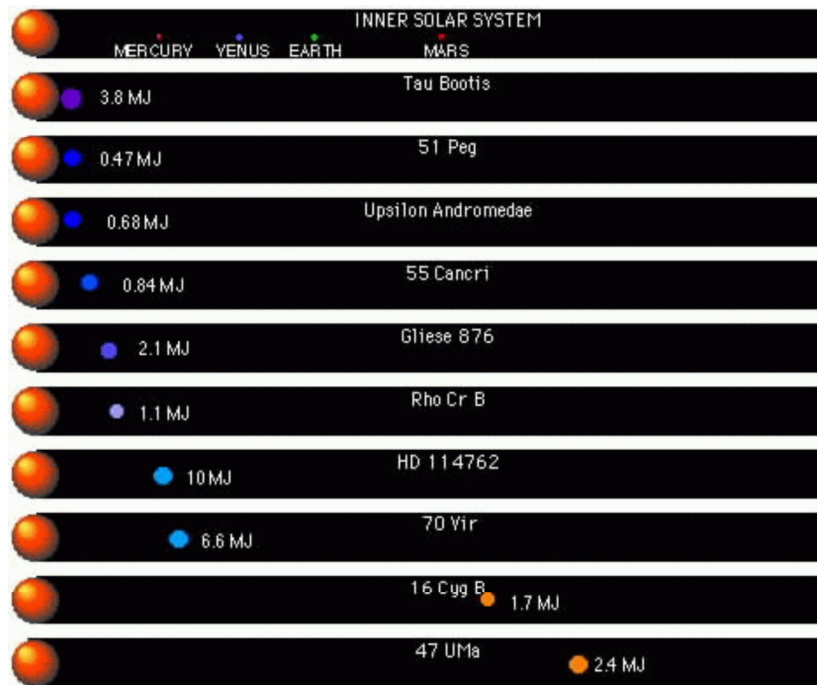 INNER SOLAR SYSTEM
MERCURY VENUS EARTH MARS
Tau Bootis
3.8 MJ
51 Peg
0.47 MJ
Upsilon Andromedae
0.68 MJ
55 Cancri
0.84 MJ
Gliese 876
2.1 MJ
Rho Cr B
1.1 MJ
HD 114762
10 MJ
70 Vir
6.6 MJ
16 Cyg B
1.7 MJ
47 UMa
2.4 MJ